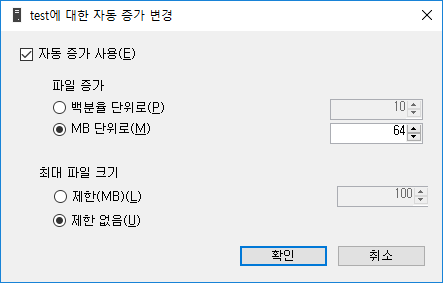 test에 대한 자동 증가 변경
자동 증가 사용(E)
파일 증가
백분율 단위로(P)
10
MB 단위로(M)
64
최대 파일 크기
제한(MB)(L)
100
제한 없음(U)
확인
취소